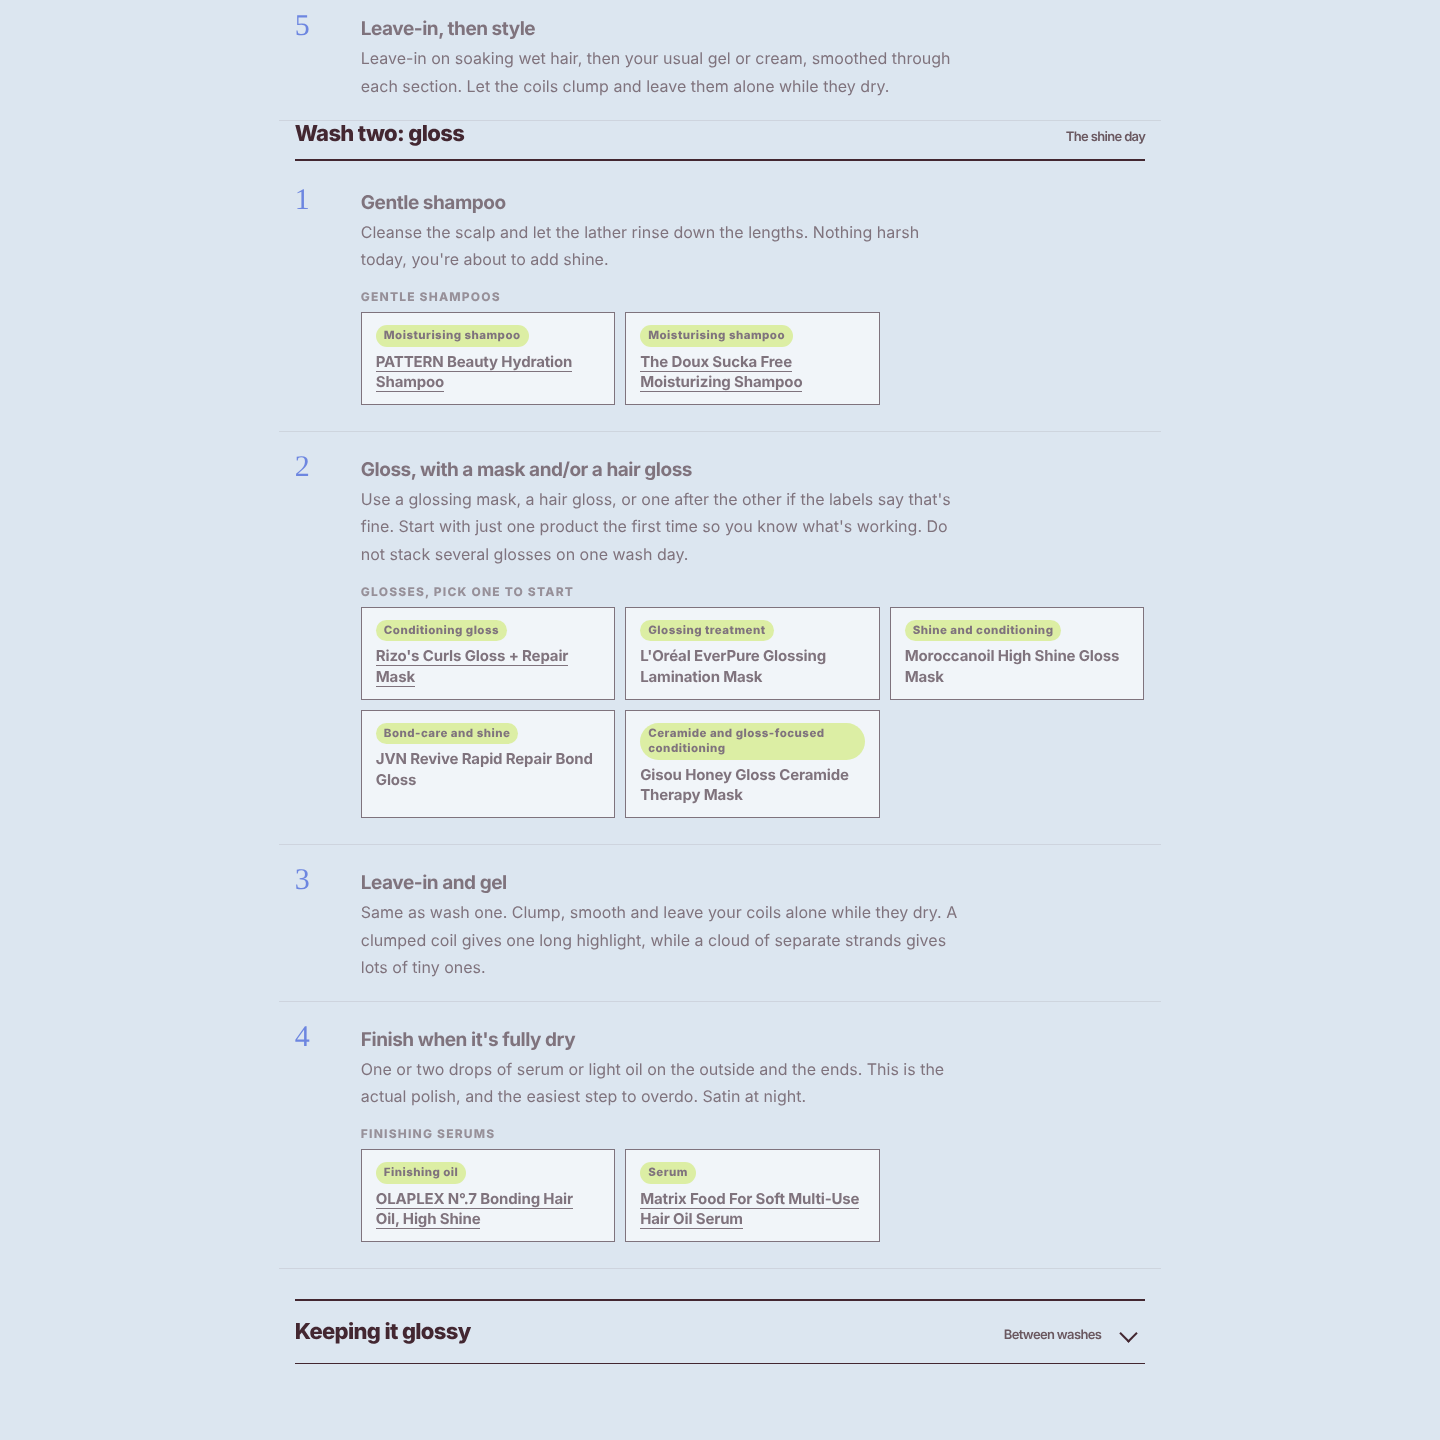 5
Leave-in, then style
Leave-in on soaking wet hair, then your usual gel or cream, smoothed through
each section. Let the coils clump and leave them alone while they dry.
Wash two: gloss
The shine day
1
Gentle shampoo
Cleanse the scalp and let the lather rinse down the lengths. Nothing harsh
today, you're about to add shine.
GENTLE SHAMPOOS
Moisturising shampoo
PATTERN Beauty Hydration
Shampoo
Moisturising shampoo
The Doux Sucka Free
Moisturizing Shampoo
2
Gloss, with a mask and/or a hair gloss
Use a glossing mask, a hair gloss, or one after the other if the labels say that's
fine. Start with just one product the first time so you know what's working. Do
not stack several glosses on one wash day.
GLOSSES, PICK ONE TO START
Conditioning gloss
Rizo's Curls Gloss + Repair
Mask
Glossing treatment
L'Oréal EverPure Glossing
Lamination Mask
Shine and conditioning
Moroccanoil High Shine Gloss
Mask
Bond-care and shine
JVN Revive Rapid Repair Bond
Gloss
Ceramide and gloss-focused
conditioning
Gisou Honey Gloss Ceramide
Therapy Mask
3
Leave-in and gel
Same as wash one. Clump, smooth and leave your coils alone while they dry. A
clumped coil gives one long highlight, while a cloud of separate strands gives
lots of tiny ones.
4
Finish when it's fully dry
One or two drops of serum or light oil on the outside and the ends. This is the
actual polish, and the easiest step to overdo. Satin at night.
FINISHING SERUMS
Finishing oil
OLAPLEX N°.7 Bonding Hair
Oil, High Shine
Serum
Matrix Food For Soft Multi-Use
Hair Oil Serum
Keeping it glossy
Between washes